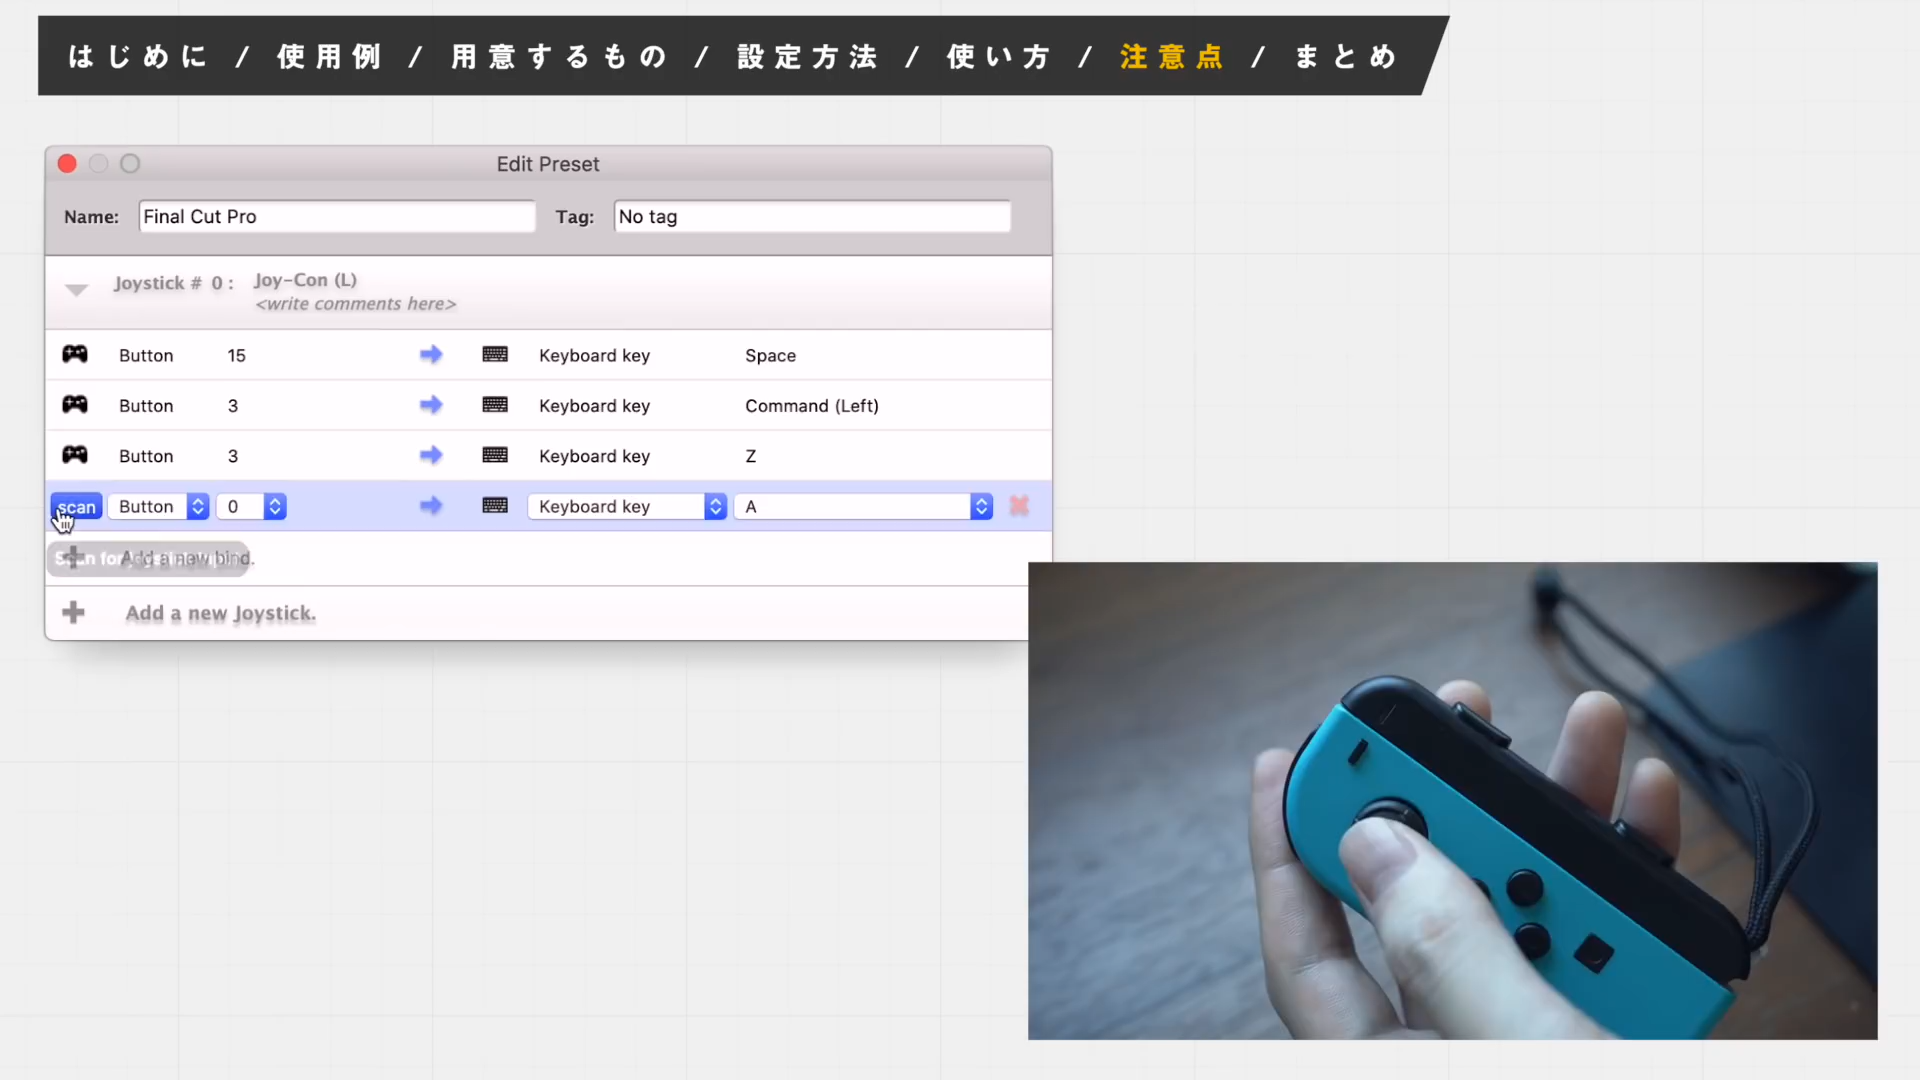 はじめに / 使用例 / 用意するもの / 設定方法 / 使い方 / 注意点 / まとめ
Edit Preset
Name: Final Cut Pro Tag: No tag
Joystick # 0 : Joy-Con (L)
<write comments here>
Button 15 Keyboard key Space
Button 3 Keyboard key Command (Left)
Button 3 Keyboard key Z
scan Button 0 Keyboard key A
Add a new bind.
Add a new Joystick.